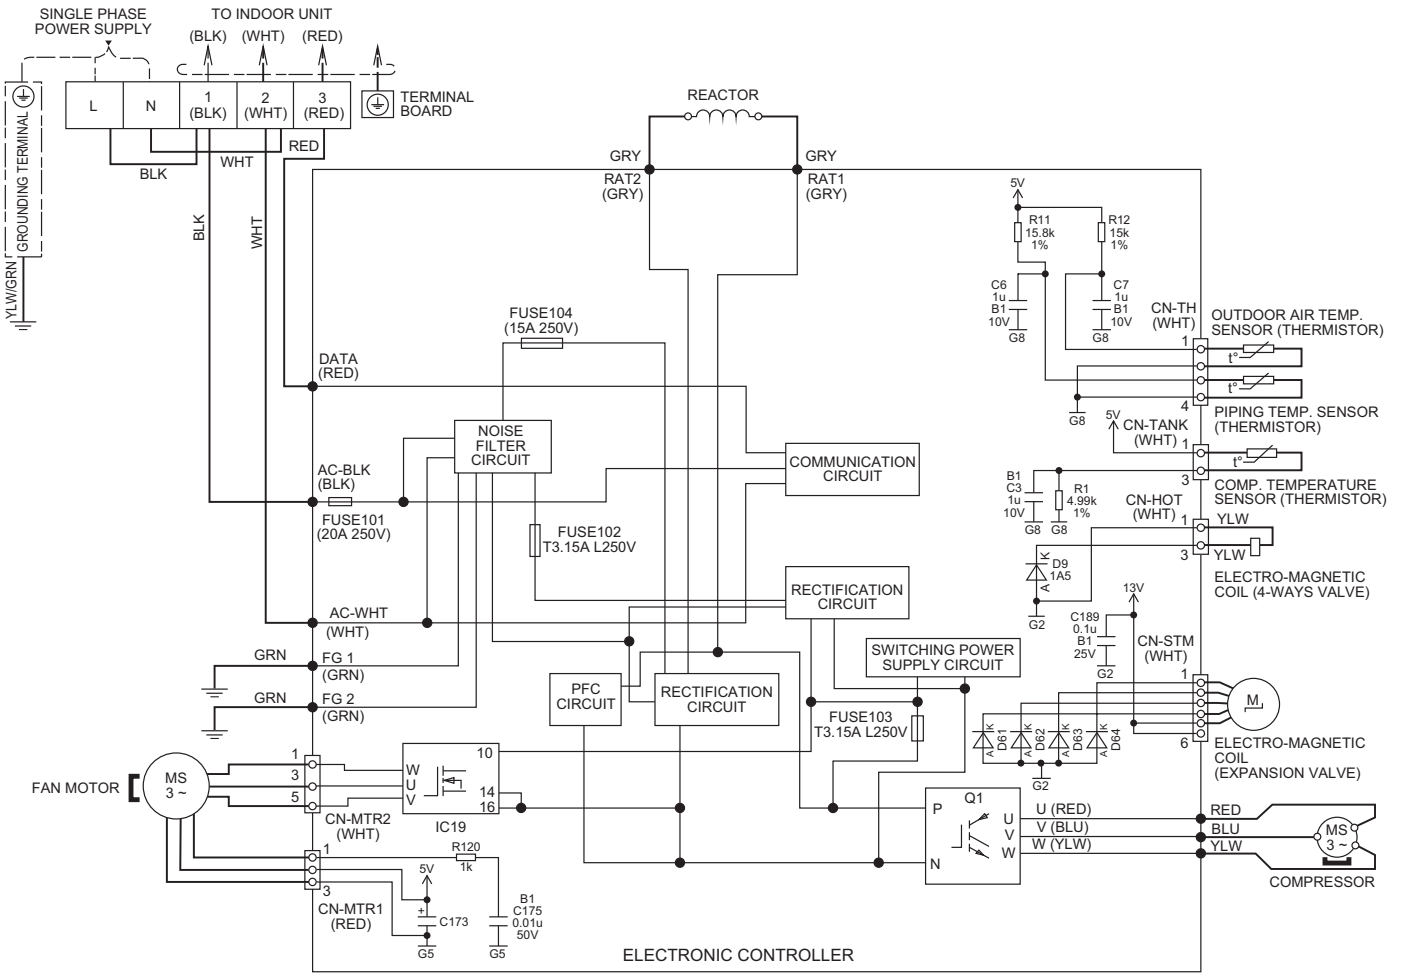 SINGLE PHASE
POWER SUPPLY
TO INDOOR UNIT
(BLK) (WHT) (RED)
L
N
1
(BLK)
2
(WHT)
3
(RED)
TERMINAL
BOARD
GROUNDING TERMINAL
YLW/GRN
BLK
WHT
RED
BLK
WHT
REACTOR
GRY
GRY
RAT2
(GRY)
RAT1
(GRY)
5V
R11
15.8k
1%
R12
15k
1%
C6
1u
B1
10V
G8
C7
1u
B1
10V
G8
CN-TH
(WHT)
1
4
OUTDOOR AIR TEMP.
SENSOR (THERMISTOR)
t°
t°
G8
PIPING TEMP. SENSOR
(THERMISTOR)
5V
CN-TANK
(WHT)
1
3
t°
COMP. TEMPERATURE
SENSOR (THERMISTOR)
B1
C3
1u
10V
G8
R1
4.99k
1%
G8
CN-HOT
(WHT)
1
3
YLW
YLW
ELECTRO-MAGNETIC
COIL (4-WAYS VALVE)
K
D9
1A5
A
G2
13V
C189
0.1u
B1
25V
G2
CN-STM
(WHT)
1
6
M
ELECTRO-MAGNETIC
COIL
(EXPANSION VALVE)
A K D61
A K D62
A K D63
A K D64
G2
FUSE104
(15A 250V)
DATA
(RED)
NOISE
FILTER
CIRCUIT
COMMUNICATION
CIRCUIT
AC-BLK
(BLK)
FUSE101
(20A 250V)
FUSE102
T3.15A L250V
RECTIFICATION
CIRCUIT
AC-WHT
(WHT)
GRN
FG 1
(GRN)
GRN
FG 2
(GRN)
PFC
CIRCUIT
RECTIFICATION
CIRCUIT
SWITCHING POWER
SUPPLY CIRCUIT
FUSE103
T3.15A L250V
FAN MOTOR
MS
3 ~
1
3
5
CN-MTR2
(WHT)
W
U
V
10
14
16
IC19
1
3
CN-MTR1
(RED)
R120
1k
5V
+
C173
G5
B1
C175
0.01u
50V
G5
P
N
Q1
U
V
W
U (RED)
V (BLU)
W (YLW)
RED
BLU
YLW
MS
3 ~
COMPRESSOR
ELECTRONIC CONTROLLER